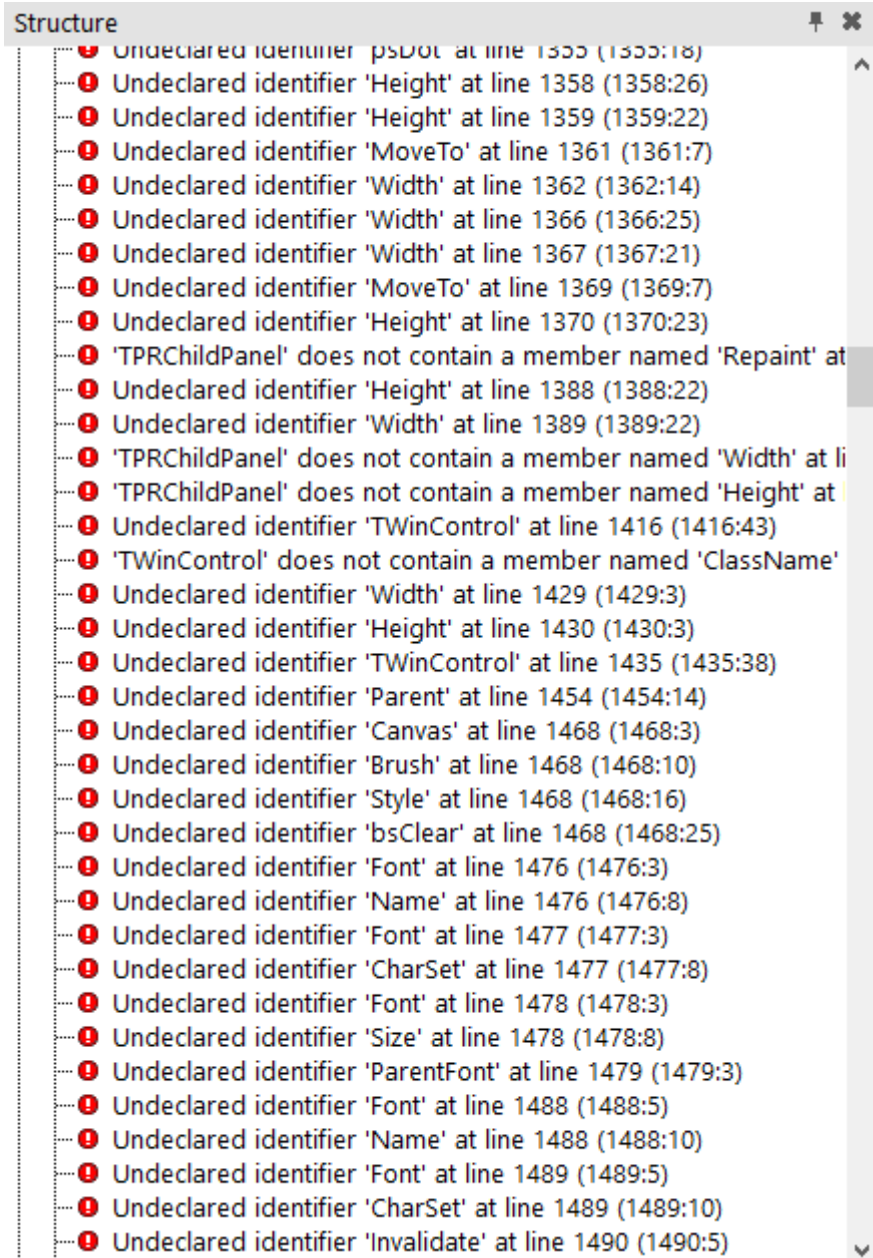 Structure
Undeclared identifier 'psDot' at line 1355 (1355:18)
Undeclared identifier 'Height' at line 1358 (1358:26)
Undeclared identifier 'Height' at line 1359 (1359:22)
Undeclared identifier 'MoveTo' at line 1361 (1361:7)
Undeclared identifier 'Width' at line 1362 (1362:14)
Undeclared identifier 'Width' at line 1366 (1366:25)
Undeclared identifier 'Width' at line 1367 (1367:21)
Undeclared identifier 'MoveTo' at line 1369 (1369:7)
Undeclared identifier 'Height' at line 1370 (1370:23)
'TPRChildPanel' does not contain a member named 'Repaint' at
Undeclared identifier 'Height' at line 1388 (1388:22)
Undeclared identifier 'Width' at line 1389 (1389:22)
'TPRChildPanel' does not contain a member named 'Width' at li
'TPRChildPanel' does not contain a member named 'Height' at
Undeclared identifier 'TWinControl' at line 1416 (1416:43)
'TWinControl' does not contain a member named 'ClassName'
Undeclared identifier 'Width' at line 1429 (1429:3)
Undeclared identifier 'Height' at line 1430 (1430:3)
Undeclared identifier 'TWinControl' at line 1435 (1435:38)
Undeclared identifier 'Parent' at line 1454 (1454:14)
Undeclared identifier 'Canvas' at line 1468 (1468:3)
Undeclared identifier 'Brush' at line 1468 (1468:10)
Undeclared identifier 'Style' at line 1468 (1468:16)
Undeclared identifier 'bsClear' at line 1468 (1468:25)
Undeclared identifier 'Font' at line 1476 (1476:3)
Undeclared identifier 'Name' at line 1476 (1476:8)
Undeclared identifier 'Font' at line 1477 (1477:3)
Undeclared identifier 'CharSet' at line 1477 (1477:8)
Undeclared identifier 'Font' at line 1478 (1478:3)
Undeclared identifier 'Size' at line 1478 (1478:8)
Undeclared identifier 'ParentFont' at line 1479 (1479:3)
Undeclared identifier 'Font' at line 1488 (1488:5)
Undeclared identifier 'Name' at line 1488 (1488:10)
Undeclared identifier 'Font' at line 1489 (1489:5)
Undeclared identifier 'CharSet' at line 1489 (1489:10)
Undeclared identifier 'Invalidate' at line 1490 (1490:5)